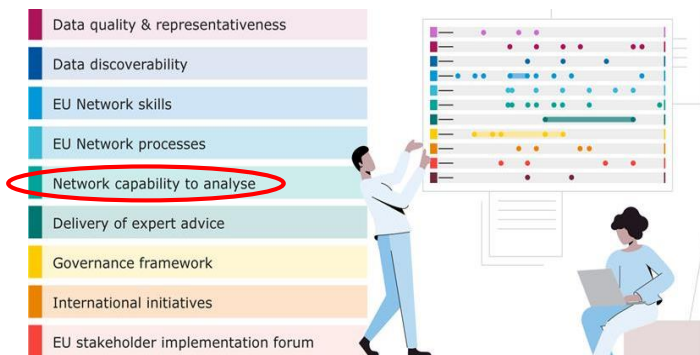 Data quality & representativeness
Data discoverability
EU Network skills
EU Network processes
Network capability to analyse
Delivery of expert advice
Governance framework
International initiatives
EU stakeholder implementation forum